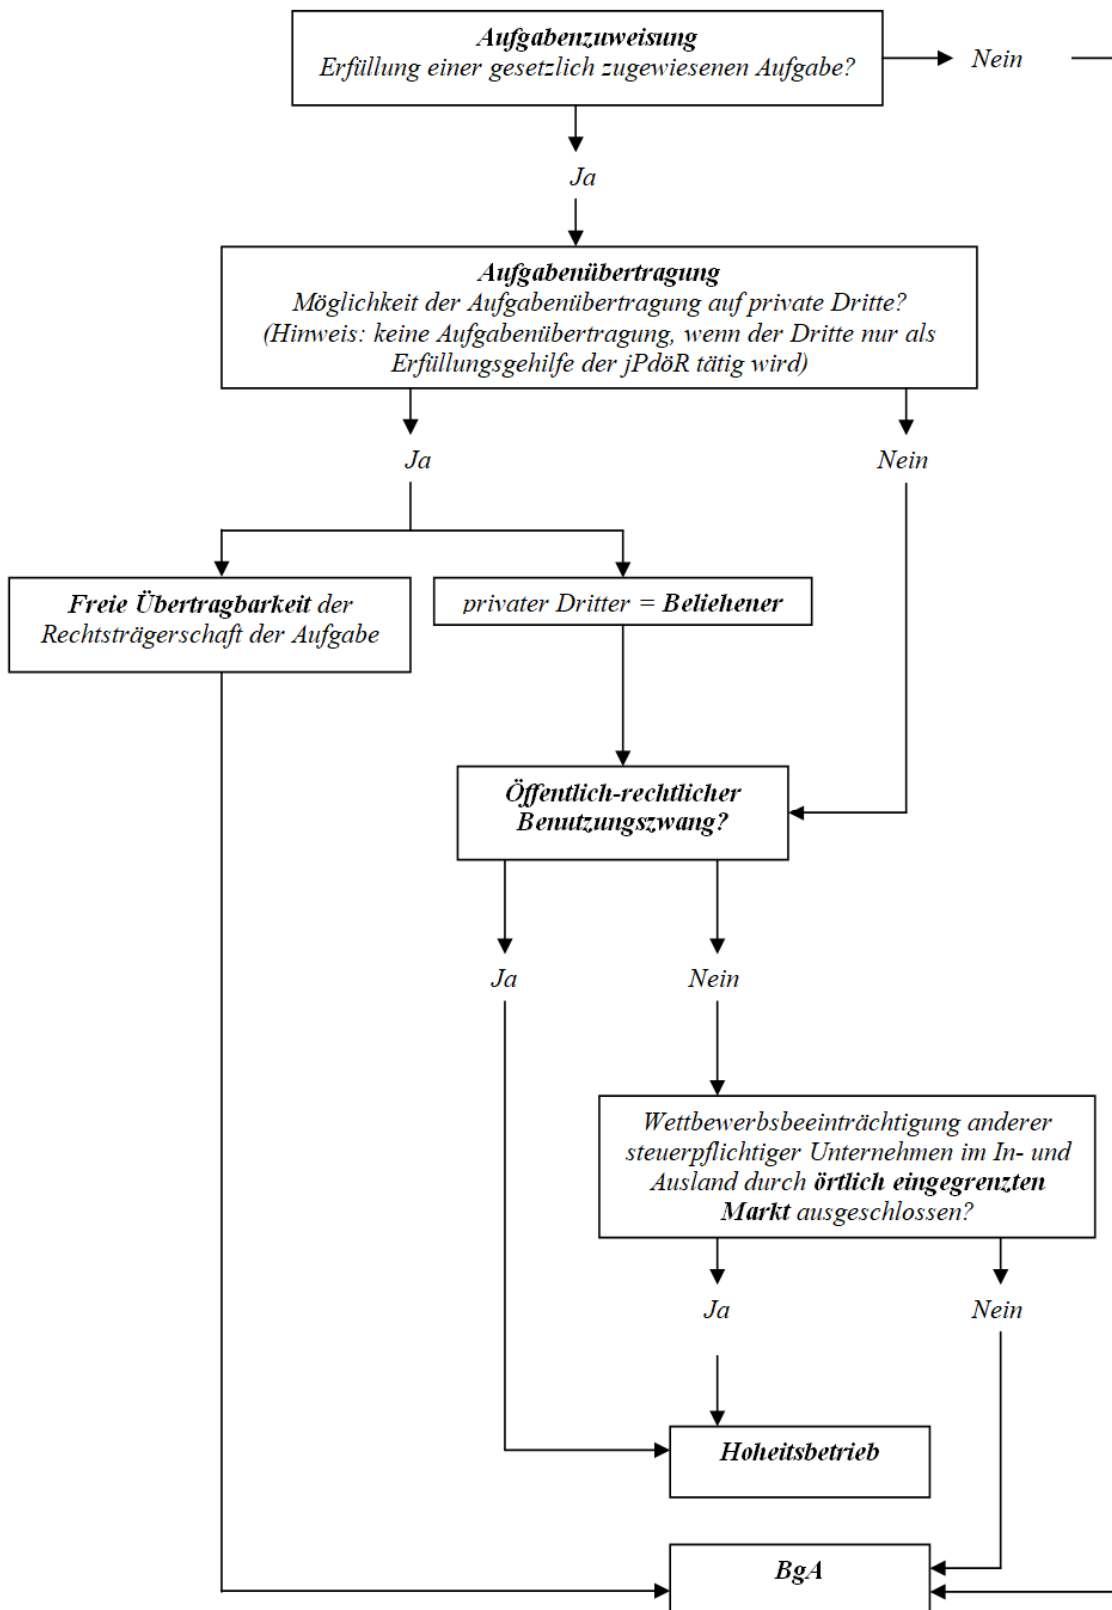 Aufgabenzuweisung
Erfüllung einer gesetzlich zugewiesenen Aufgabe?
Nein
Ja
Aufgabenübertragung
Möglichkeit der Aufgabenübertragung auf private Dritte?
(Hinweis: keine Aufgabenübertragung, wenn der Dritte nur als
Erfüllungsgehilfe der jPdöR tätig wird)
Ja
Nein
Freie Übertragbarkeit der
Rechtsträgerschaft der Aufgabe
privater Dritter = Beliehener
Öffentlich-rechtlicher
Benutzungszwang?
Ja
Nein
Wettbewerbsbeeinträchtigung anderer
steuerpflichtiger Unternehmen im In- und
Ausland durch örtlich eingegrenzten
Markt ausgeschlossen?
Ja
Nein
Hoheitsbetrieb
BgA